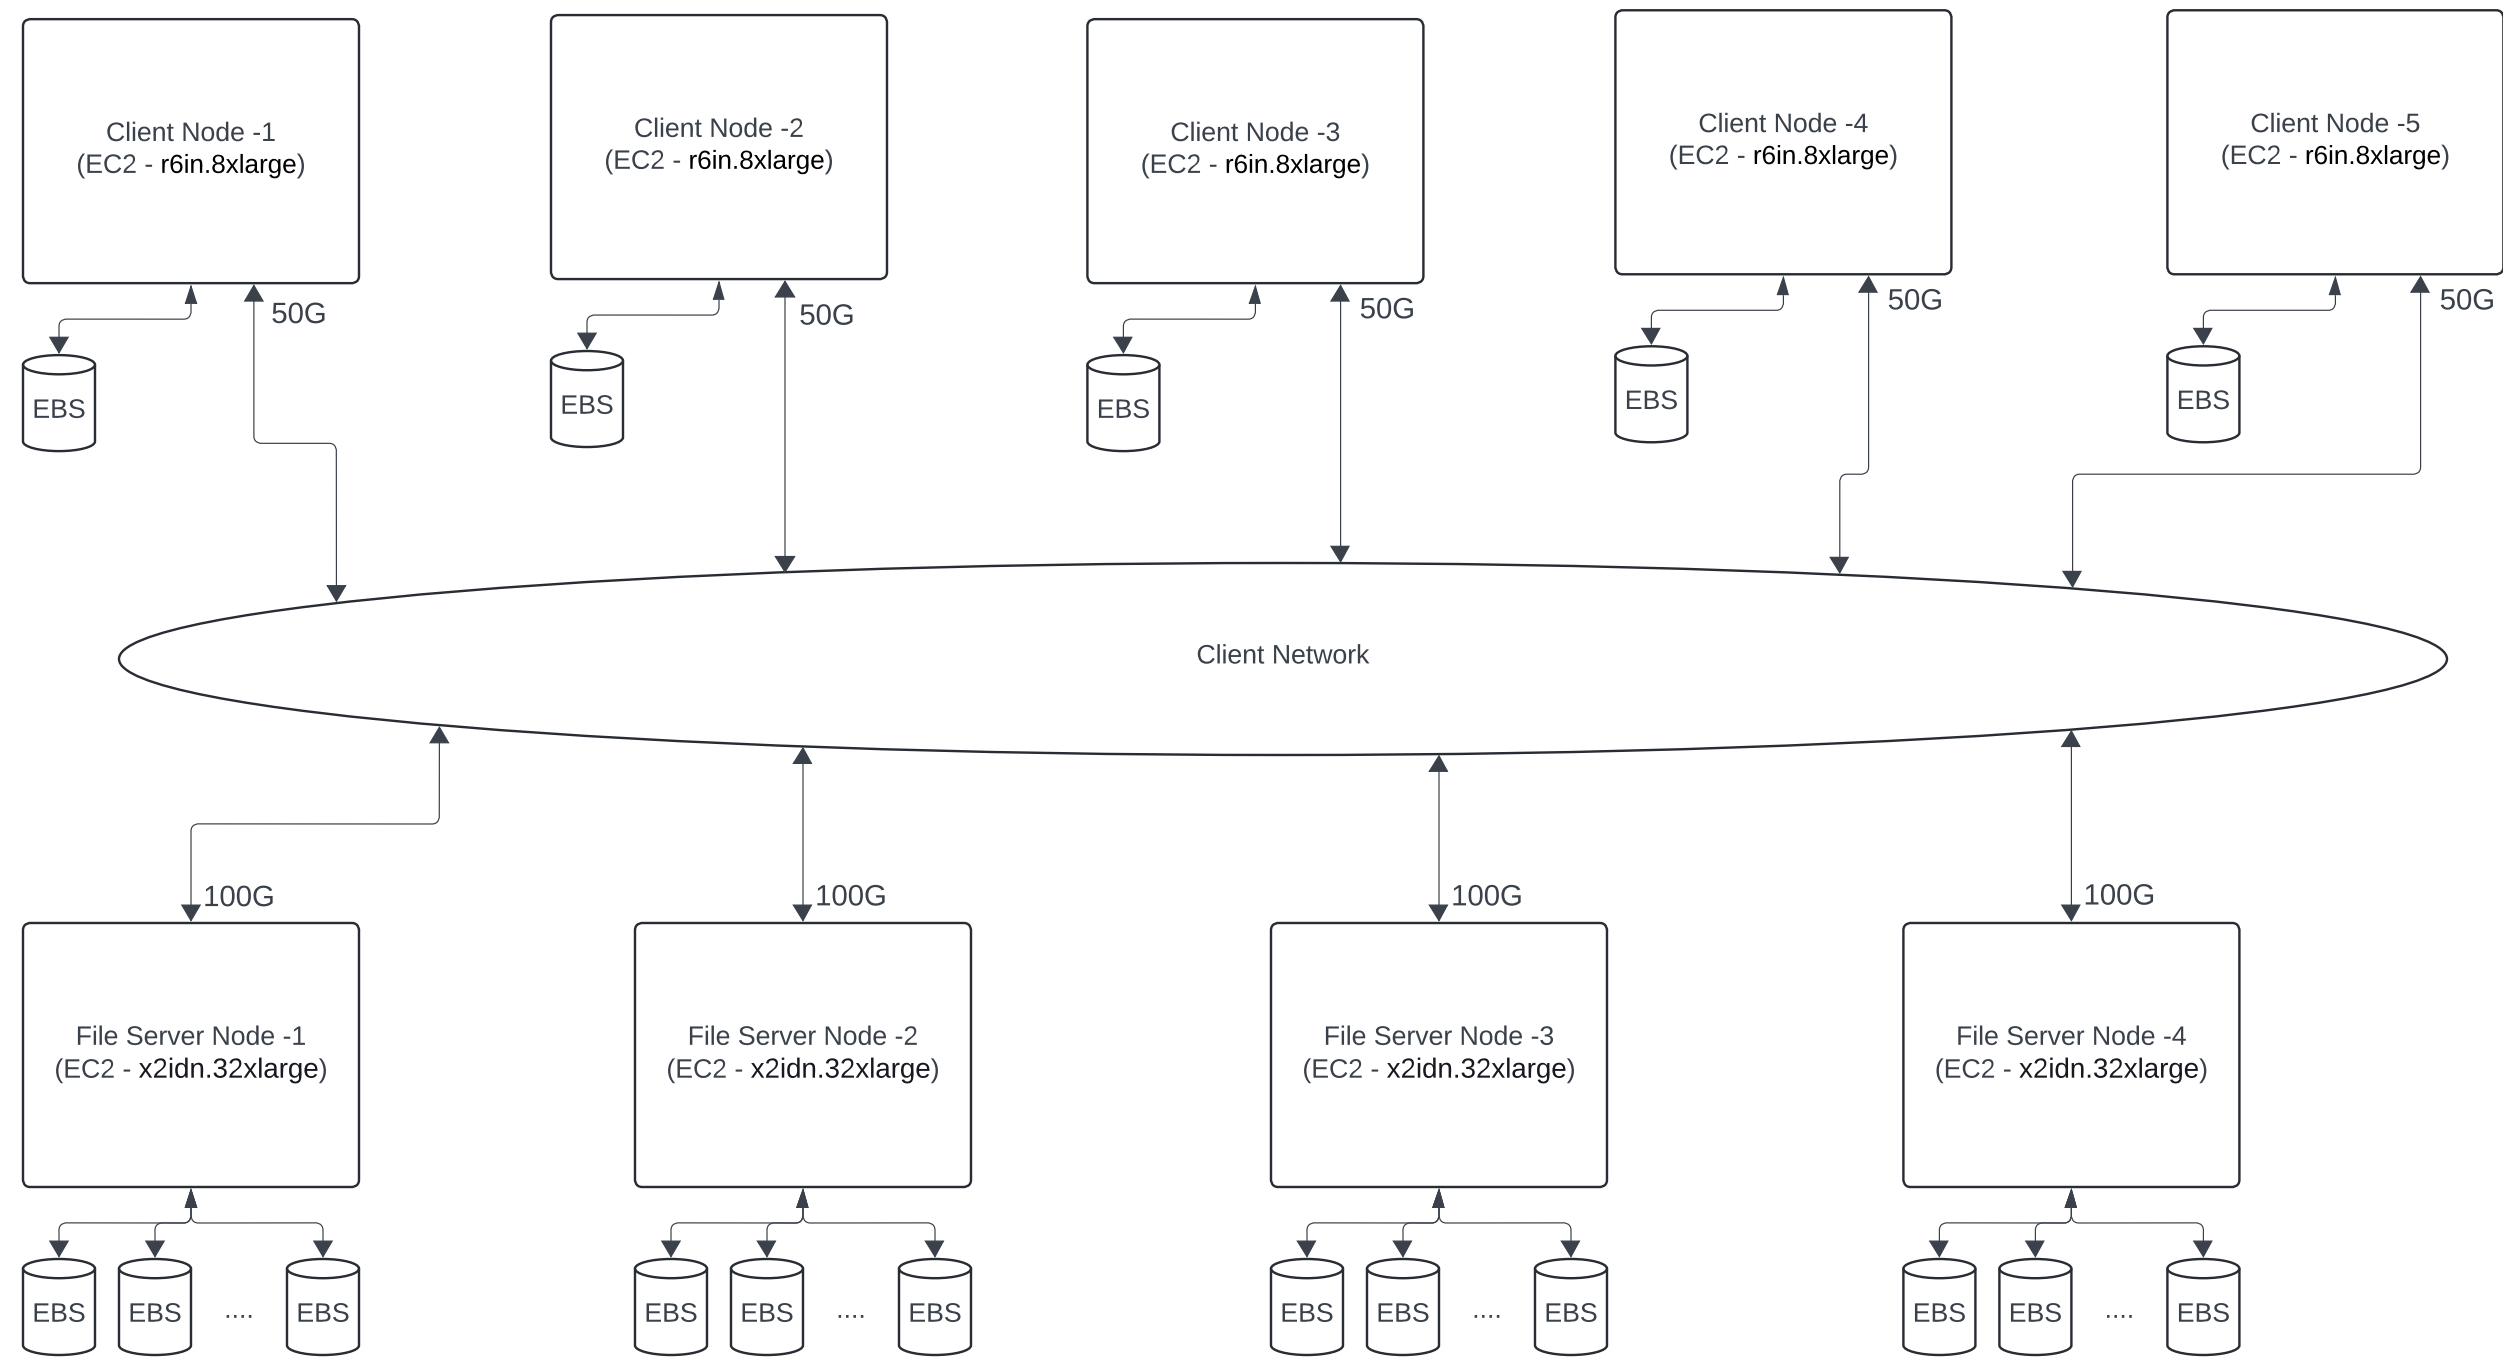 Client Node -1
(EC2 - r6in.8xlarge)
Client Node -2
(EC2 - r6in.8xlarge)
Client Node -3
(EC2 - r6in.8xlarge)
Client Node -4
(EC2 - r6in.8xlarge)
Client Node -5
(EC2 - r6in.8xlarge)
50G
50G
50G
50G
50G
EBS
EBS
EBS
EBS
EBS
Client Network
100G
100G
100G
100G
File Server Node -1
(EC2 - x2idn.32xlarge)
File Server Node -2
(EC2 - x2idn.32xlarge)
File Server Node -3
(EC2 - x2idn.32xlarge)
File Server Node -4
(EC2 - x2idn.32xlarge)
EBS
EBS
....
EBS
EBS
EBS
....
EBS
EBS
EBS
....
EBS
EBS
EBS
....
EBS